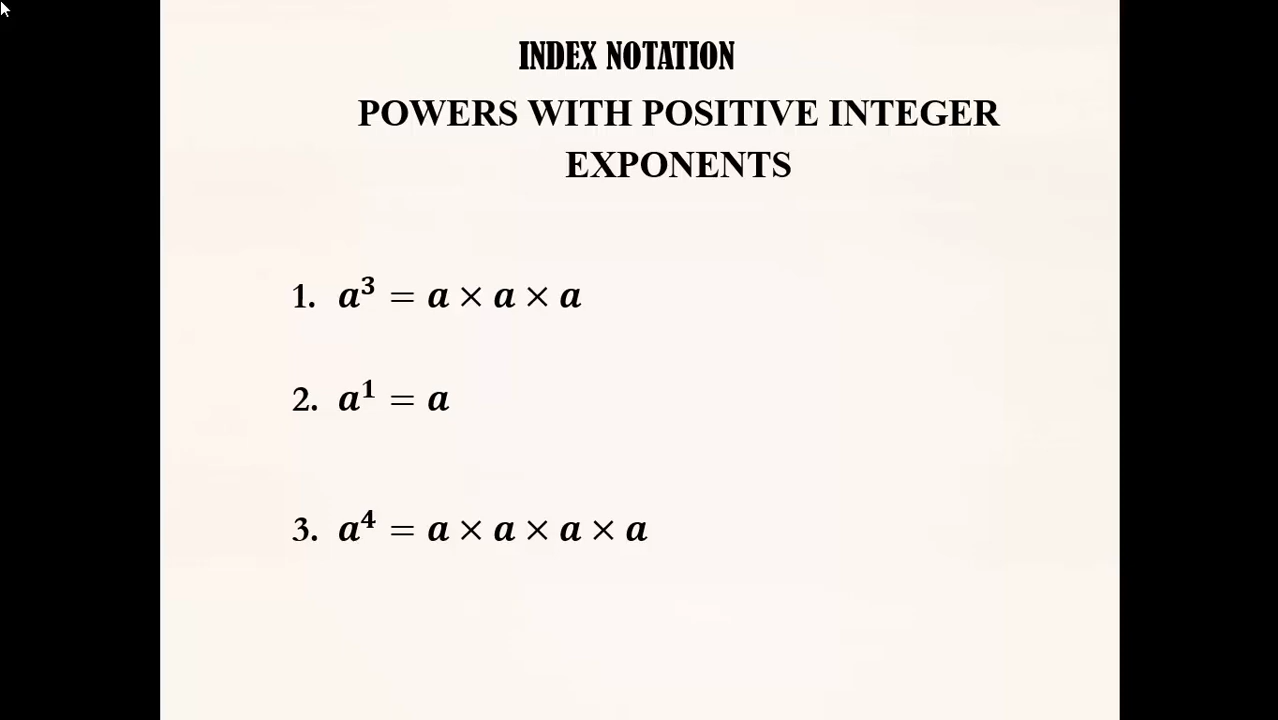 INDEX NOTATION
POWERS WITH POSITIVE INTEGER
EXPONENTS
1. a³ = a × a × a
2. a¹ = a
3. a⁴ = a × a × a × a